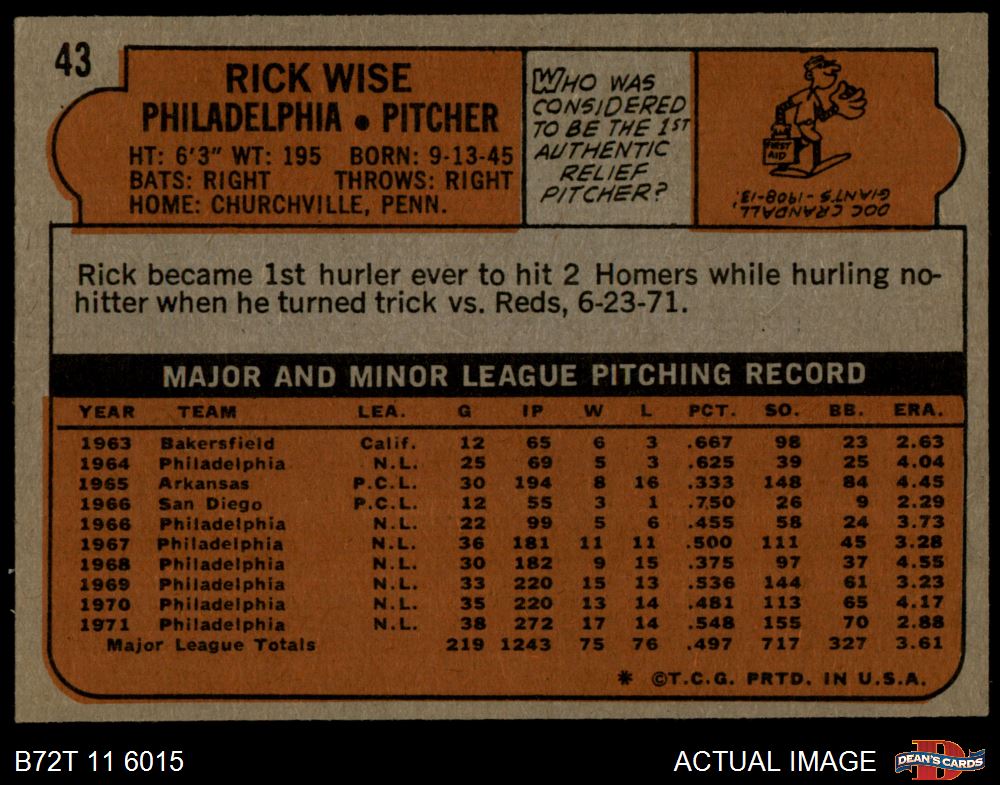 43
RICK WISE
PHILADELPHIA • PITCHER
HT: 6'3" WT: 195 BORN: 9-13-45
BATS: RIGHT THROWS: RIGHT
HOME: CHURCHVILLE, PENN.
WHO WAS
CONSIDERED
TO BE THE 1ST
AUTHENTIC
RELIEF
PITCHER?
FIRST
AID
DOC CRANDALL,
GIANTS - 1908-13.
Rick became 1st hurler ever to hit 2 Homers while hurling no-
hitter when he turned trick vs. Reds, 6-23-71.
MAJOR AND MINOR LEAGUE PITCHING RECORD
YEAR TEAM LEA. G IP W L PCT. SO. BB. ERA.
1963 Bakersfield Calif. 12 65 6 3 .667 98 23 2.63
1964 Philadelphia N.L. 25 69 5 3 .625 39 25 4.04
1965 Arkansas P.C.L. 30 194 8 16 .333 148 84 4.45
1966 San Diego P.C.L. 12 55 3 1 .750 26 9 2.29
1966 Philadelphia N.L. 22 99 5 6 .455 58 24 3.73
1967 Philadelphia N.L. 36 181 11 11 .500 111 45 3.28
1968 Philadelphia N.L. 30 182 9 15 .375 97 37 4.55
1969 Philadelphia N.L. 33 220 15 13 .536 144 61 3.23
1970 Philadelphia N.L. 35 220 13 14 .481 113 65 4.17
1971 Philadelphia N.L. 38 272 17 14 .548 155 70 2.88
Major League Totals 219 1243 75 76 .497 717 327 3.61
* ©T.C.G. PRTD. IN U.S.A.
B72T 11 6015
ACTUAL IMAGE
D
DEAN'S CARDS